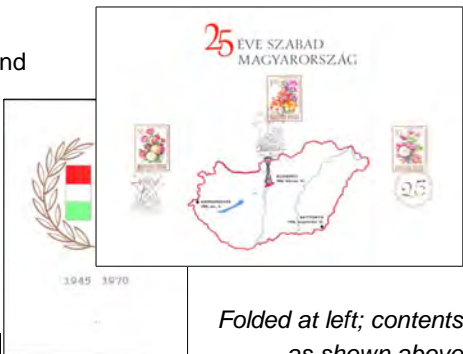 nd
25 ÉVE SZABAD
MAGYARORSZÁG
25
1945 1970
Folded at left; contents
as shown above